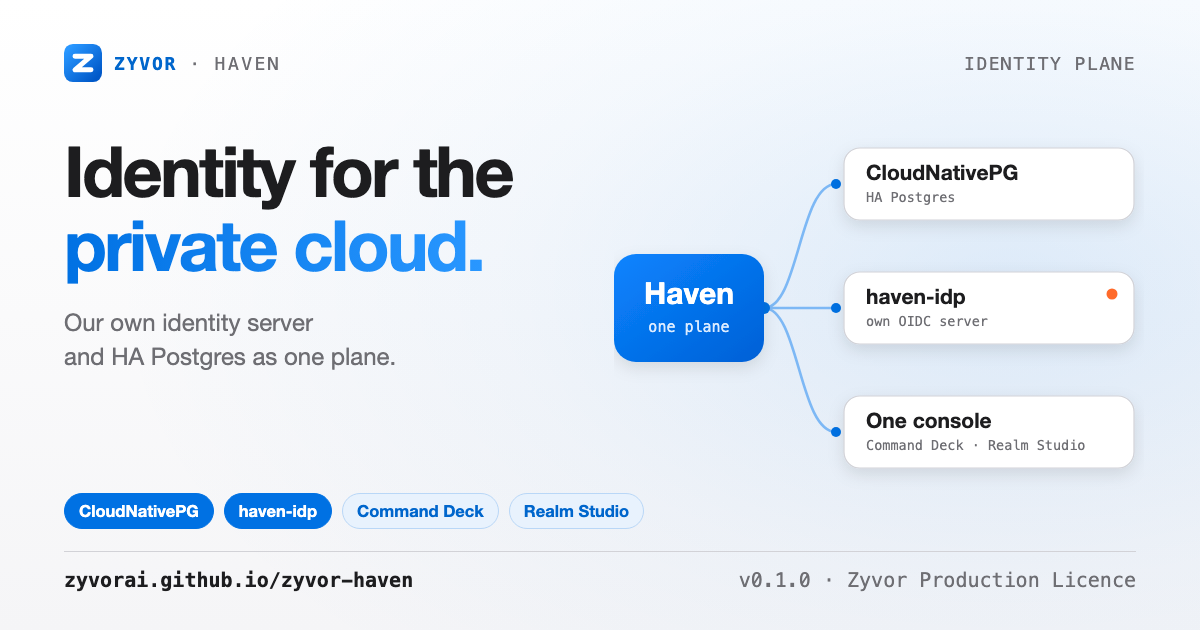 Z ZYVOR · HAVEN
IDENTITY PLANE
Identity for the
private cloud.
Our own identity server
and HA Postgres as one plane.
Haven
one plane
CloudNativePG
HA Postgres
haven-idp
own OIDC server
One console
Command Deck · Realm Studio
CloudNativePG
haven-idp
Command Deck
Realm Studio
zyvorai.github.io/zyvor-haven
v0.1.0 · Zyvor Production Licence